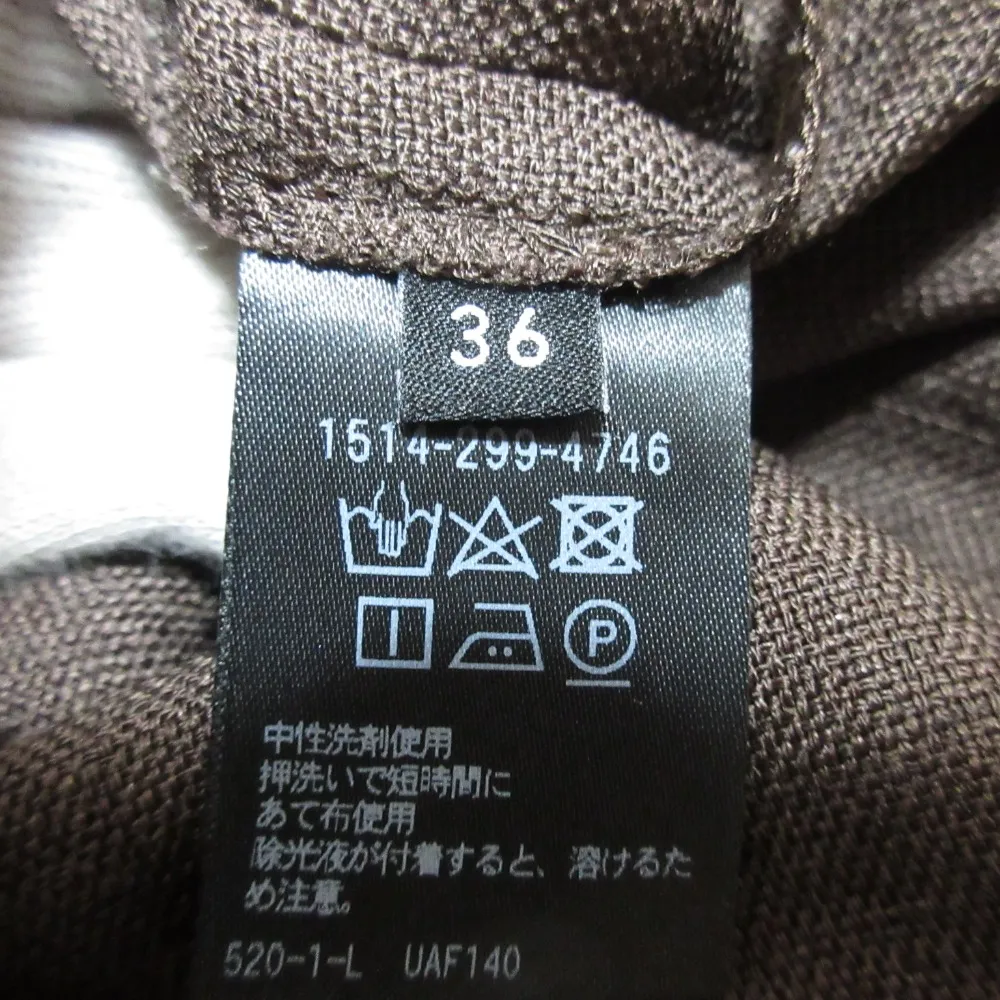 36
1514-299-4746
P
中性洗剤使用
押洗いで短時間に
あて布使用
除光液が付着すると、溶けるた
め注意。
520-1-L UAF140